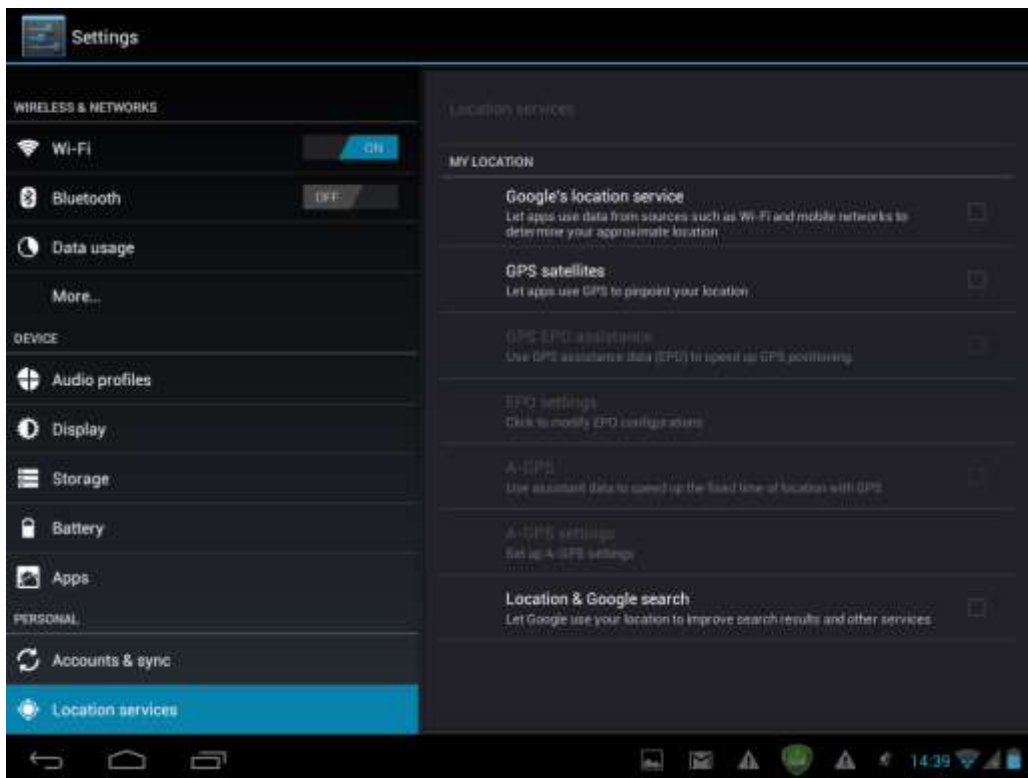 Settings
WIRELESS & NETWORKS
Wi-Fi
ON
Bluetooth
OFF
Data usage
More...
DEVICE
Audio profiles
Display
Storage
Battery
Apps
PERSONAL
Accounts & sync
Location services
Location services
MY LOCATION
Google's location service
Let apps use data from sources such as Wi-Fi and mobile networks to
determine your approximate location
GPS satellites
Let apps use GPS to pinpoint your location
GPS EPO assistance
Use GPS assistance data (EPO) to speed up GPS positioning.
EPO settings
Click to modify EPO configurations
A-GPS
Use assistant data to speed up the fixed time of location with GPS
A-GPS settings
Set up A-GPS settings
Location & Google search
Let Google use your location to improve search results and other services
14:39